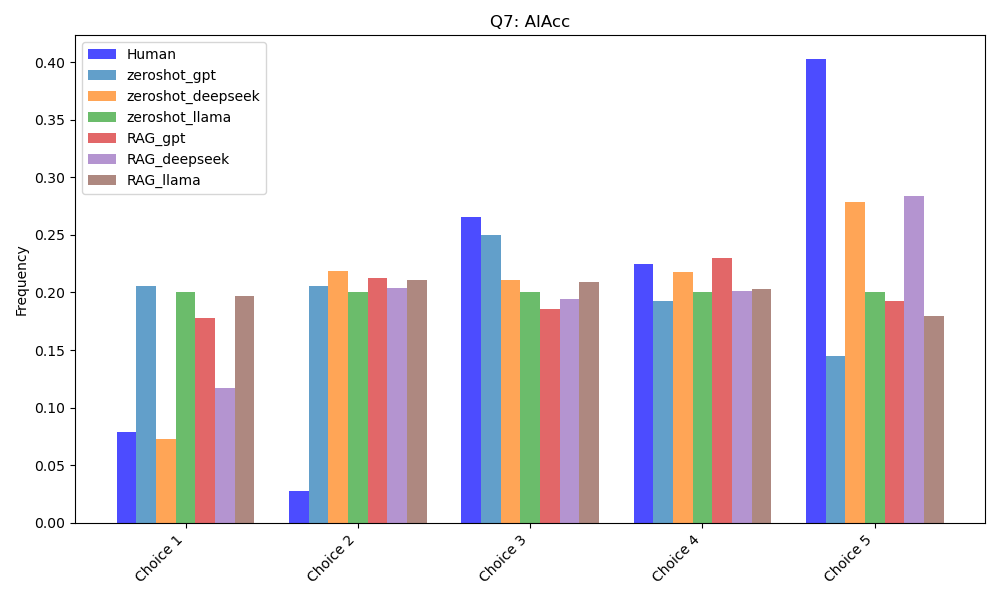 Q7: AIAcc
Human
zeroshot_gpt
zeroshot_deepseek
zeroshot_llama
RAG_gpt
RAG_deepseek
RAG_llama
Frequency
0.40
0.35
0.30
0.25
0.20
0.15
0.10
0.05
0.00
Choice 1
Choice 2
Choice 3
Choice 4
Choice 5